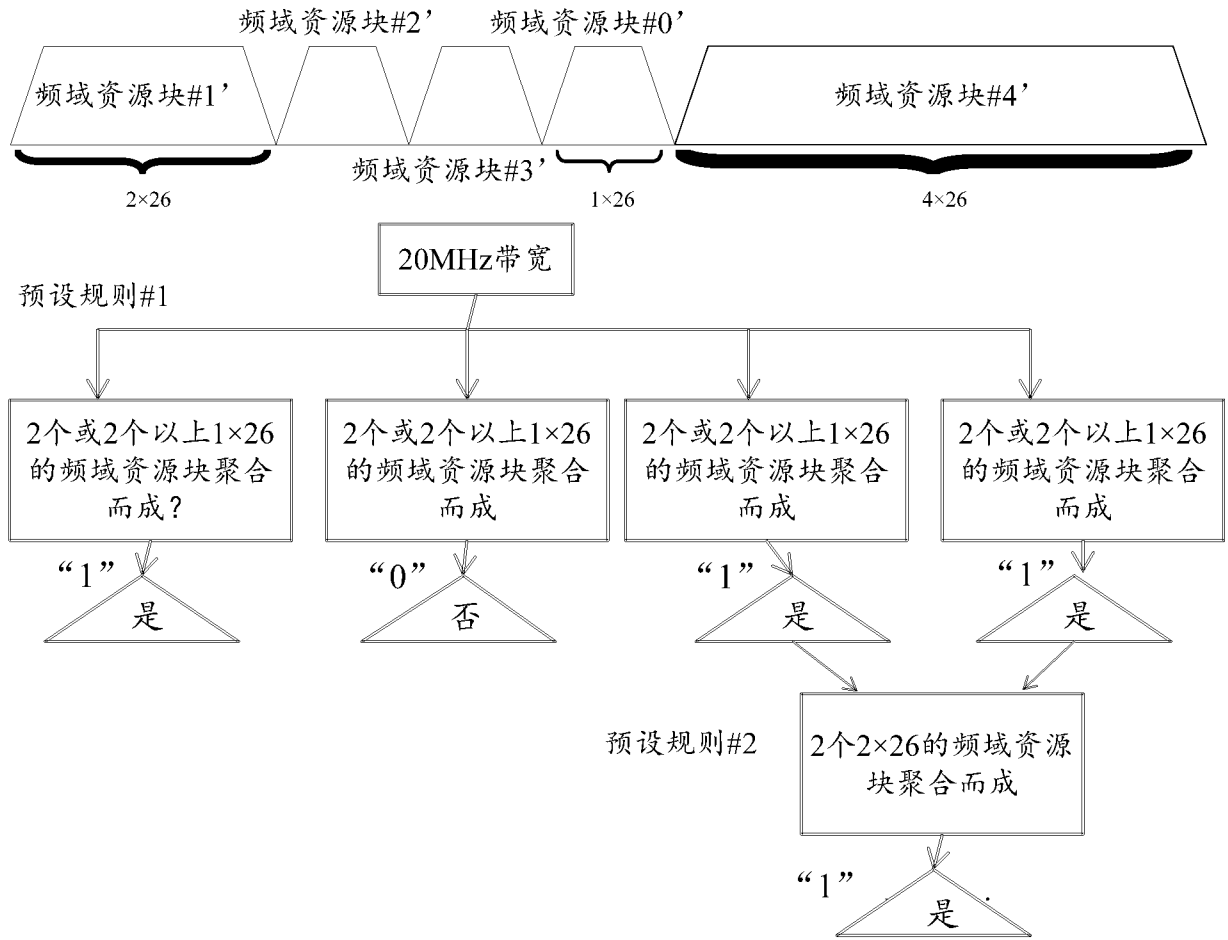 频域资源块#2’
频域资源块#0’
频域资源块#1’
频域资源块#4’
频域资源块#3’
2×26
1×26
4×26
20MHz带宽
预设规则#1
2个或2个以上1×26
的频域资源块聚合
而成？
2个或2个以上1×26
的频域资源块聚合
而成
2个或2个以上1×26
的频域资源块聚合
而成
2个或2个以上1×26
的频域资源块聚合
而成
“1”
是
“0”
否
“1”
是
“1”
是
预设规则#2
2个2×26的频域资源
块聚合而成
“1”
是